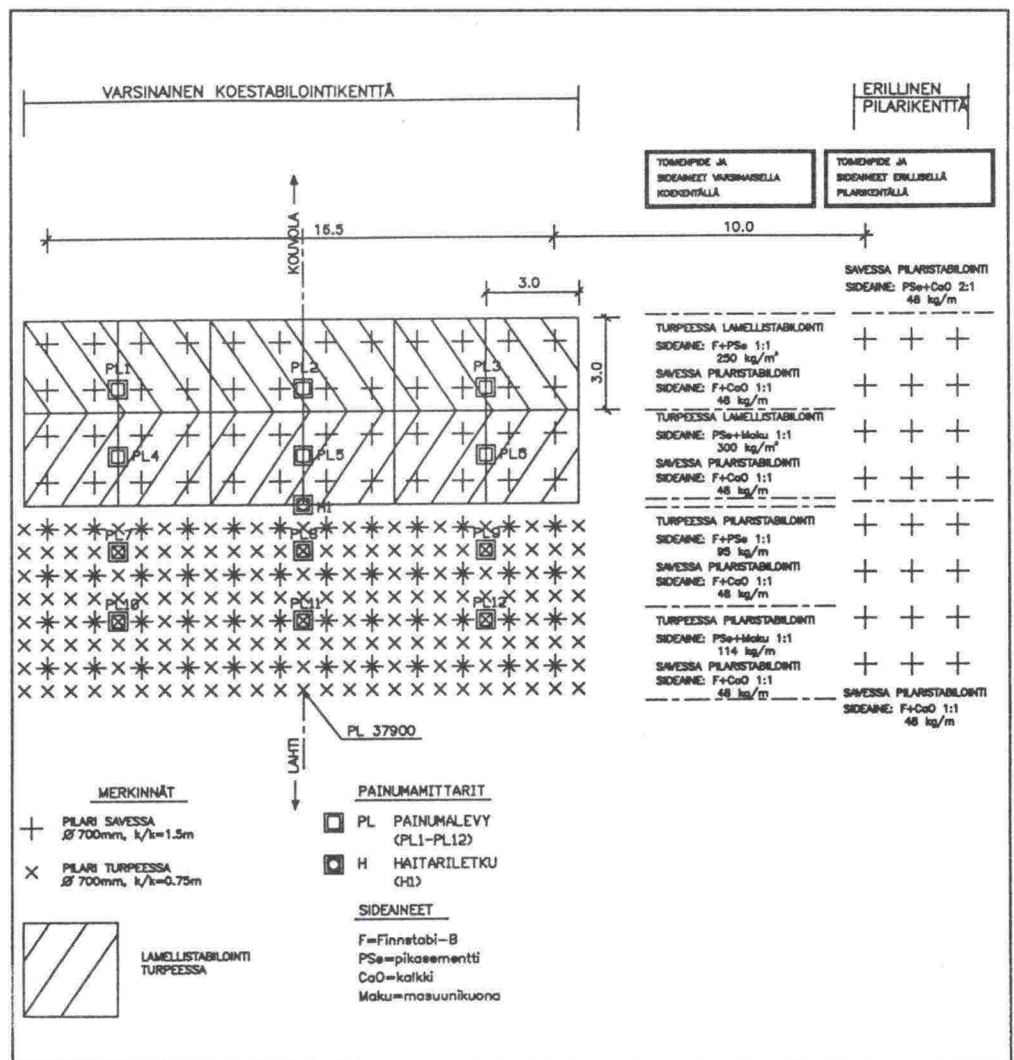 VARSINAINEN KOESTABILOINTIKENTTÄ
ERILLINEN
PILARIKENTTÄ
TOIMENPIDE JA
SIDEAINEET VARSINAISELLA
KOEKENTÄLLÄ
TOIMENPIDE JA
SIDEAINEET ERILLISELLÄ
PILARIKENTÄLLÄ
KOUVOLA
16.5
10.0
3.0
3.0
SAVESSA PILARISTABILOINTI
SIDEAINE: PSe+CaO 2:1
48 kg/m
TURPEESSA LAMELLISTABILOINTI
SIDEAINE: F+PSe 1:1
250 kg/m³
SAVESSA PILARISTABILOINTI
SIDEAINE: F+CaO 1:1
48 kg/m
TURPEESSA LAMELLISTABILOINTI
SIDEAINE: PSe+Maku 1:1
300 kg/m³
SAVESSA PILARISTABILOINTI
SIDEAINE: F+CaO 1:1
48 kg/m
TURPEESSA PILARISTABILOINTI
SIDEAINE: F+PSe 1:1
95 kg/m
SAVESSA PILARISTABILOINTI
SIDEAINE: F+CaO 1:1
48 kg/m
TURPEESSA PILARISTABILOINTI
SIDEAINE: PSe+Maku 1:1
114 kg/m
SAVESSA PILARISTABILOINTI
SIDEAINE: F+CaO 1:1
48 kg/m
SAVESSA PILARISTABILOINTI
SIDEAINE: F+CaO 1:1
48 kg/m
PL1
PL2
PL3
PL4
PL5
PL6
H1
PL7
PL8
PL9
PL10
PL11
PL12
PL 37900
LAHTI
MERKINNÄT
PILARI SAVESSA
Ø 700mm, k/k=1.5m
PILARI TURPEESSA
Ø 700mm, k/k=0.75m
LAMELLISTABILOINTI
TURPEESSA
PAINUMAMITTARIT
PL PAINUMALEVY
(PL1-PL12)
H HAITARILETKU
(H1)
SIDEAINEET
F=Finnstabi-B
PSe=pikasementti
CaO=kalkki
Maku=masuunikuona